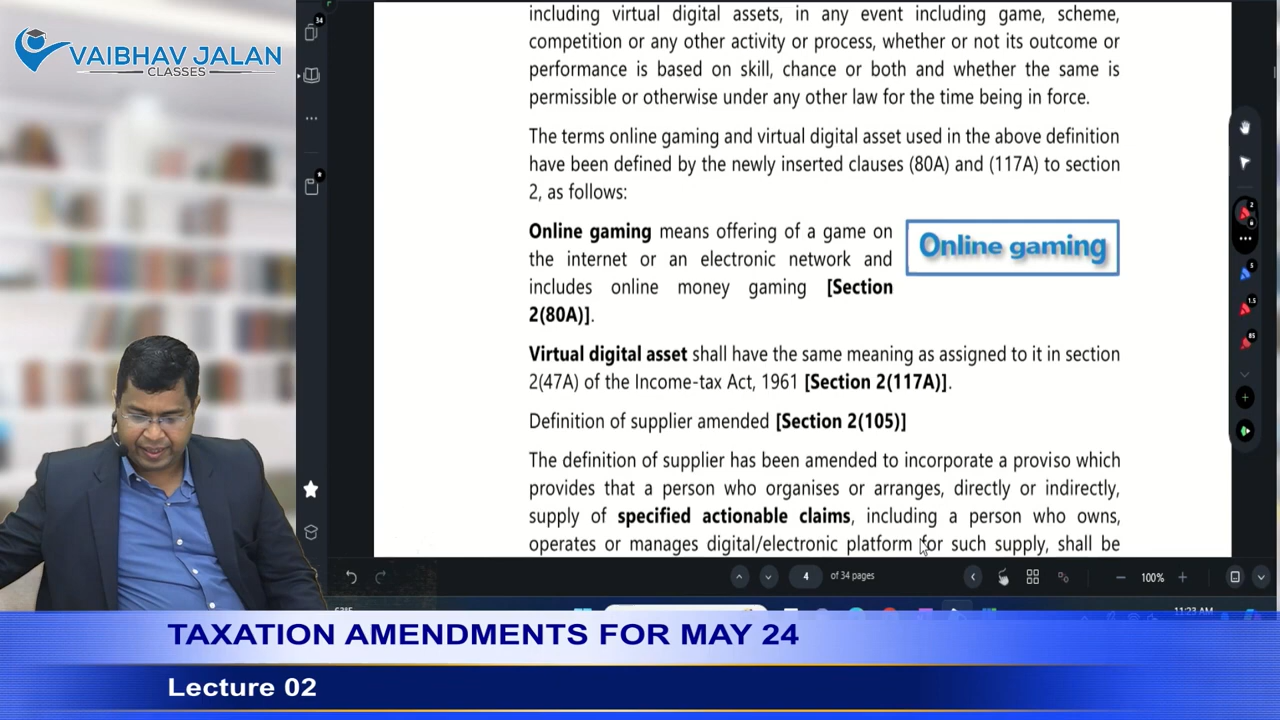 VAIBHAV JALAN
CLASSES
34
including virtual digital assets, in any event including game, scheme,
competition or any other activity or process, whether or not its outcome or
performance is based on skill, chance or both and whether the same is
permissible or otherwise under any other law for the time being in force.
The terms online gaming and virtual digital asset used in the above definition
have been defined by the newly inserted clauses (80A) and (117A) to section
2, as follows:
Online gaming means offering of a game on
the internet or an electronic network and
includes online money gaming [Section
2(80A)].
Online gaming
Virtual digital asset shall have the same meaning as assigned to it in section
2(47A) of the Income-tax Act, 1961 [Section 2(117A)].
Definition of supplier amended [Section 2(105)]
The definition of supplier has been amended to incorporate a proviso which
provides that a person who organises or arranges, directly or indirectly,
supply of specified actionable claims, including a person who owns,
operates or manages digital/electronic platform for such supply, shall be
2
5
1.5
85
4 of 34 pages
100%
11:23 AM
TAXATION AMENDMENTS FOR MAY 24
Lecture 02